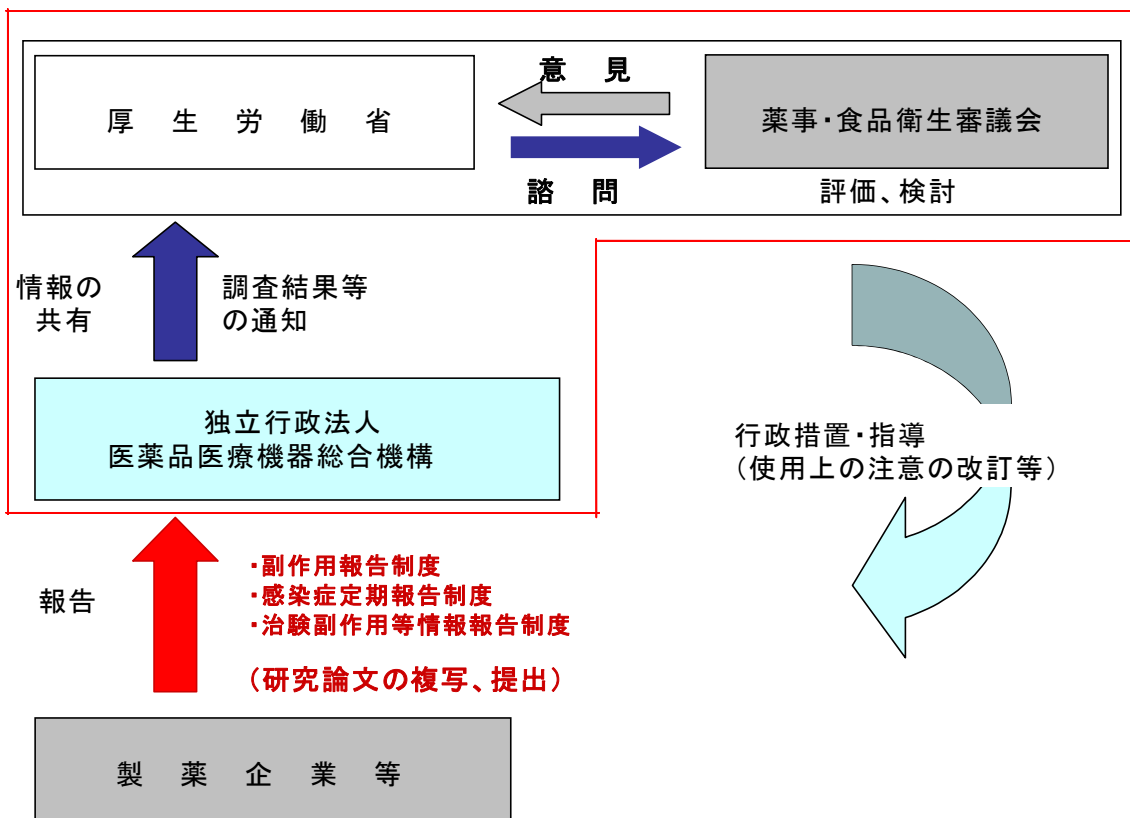 意　見
厚　生　労　働　省
薬事・食品衛生審議会
諮　問
評価、検討
情報の
共有
調査結果等
の通知
独立行政法人
医薬品医療機器総合機構
行政措置・指導
（使用上の注意の改訂等）
報告
・副作用報告制度
・感染症定期報告制度
・治験副作用等情報報告制度
（研究論文の複写、提出）
製　薬　企　業　等